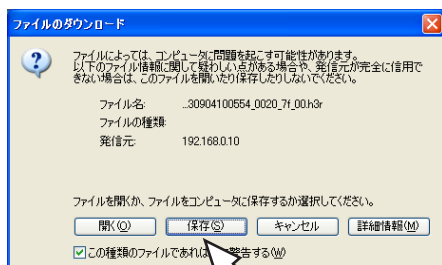 ファイルのダウンロード
ファイルによっては、コンピュータに問題を起こす可能性があります。
以下のファイル情報に関して疑わしい点がある場合や、発信元が完全に信用で
きない場合は、このファイルを開いたり保存したりしないでください。
ファイル名: ...30904100554_0020_7f_00.h3r
ファイルの種類:
発信元: 192.168.0.10
ファイルを開くか、ファイルをコンピュータに保存するか選択してください。
開く(O) 保存(S) キャンセル 詳細情報(M)
この種類のファイルであれば 警告する(W)